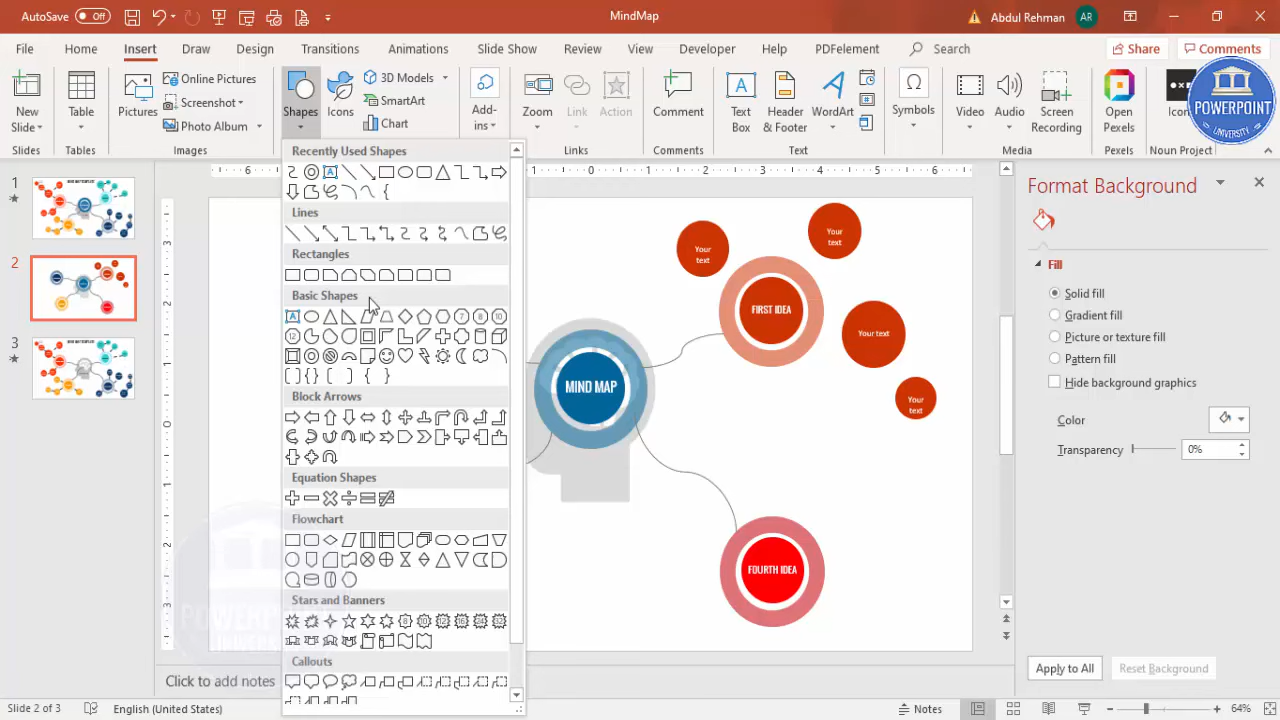 AutoSave Off
MindMap
Abdul Rehman AR
File Home Insert Draw Design Transitions Animations Slide Show Review View Developer Help PDFelement Search Share Comments
New Slide
Table
Pictures
Online Pictures
Screenshot
Photo Album
Shapes
Icons
3D Models
SmartArt
Chart
Add-ins
Zoom
Link
Action
Comment
Text Box
Header & Footer
WordArt
Symbols
Video
Audio
Screen Recording
Open Pexels
POWERPOINT
UNIVERSITY
Slides Tables Images Links Comments Text Media Pexels Noun Project
Recently Used Shapes
Lines
Rectangles
Basic Shapes
Block Arrows
Equation Shapes
Flowchart
Stars and Banners
Callouts
1
2
3
MIND MAP
FIRST IDEA
FOURTH IDEA
Your
text
Your
text
Your text
Your
text
Format Background
Fill
Solid fill
Gradient fill
Picture or texture fill
Pattern fill
Hide background graphics
Color
Transparency 0%
Apply to All Reset Background
Click to add notes
Slide 2 of 3 English (United States) Notes 64%